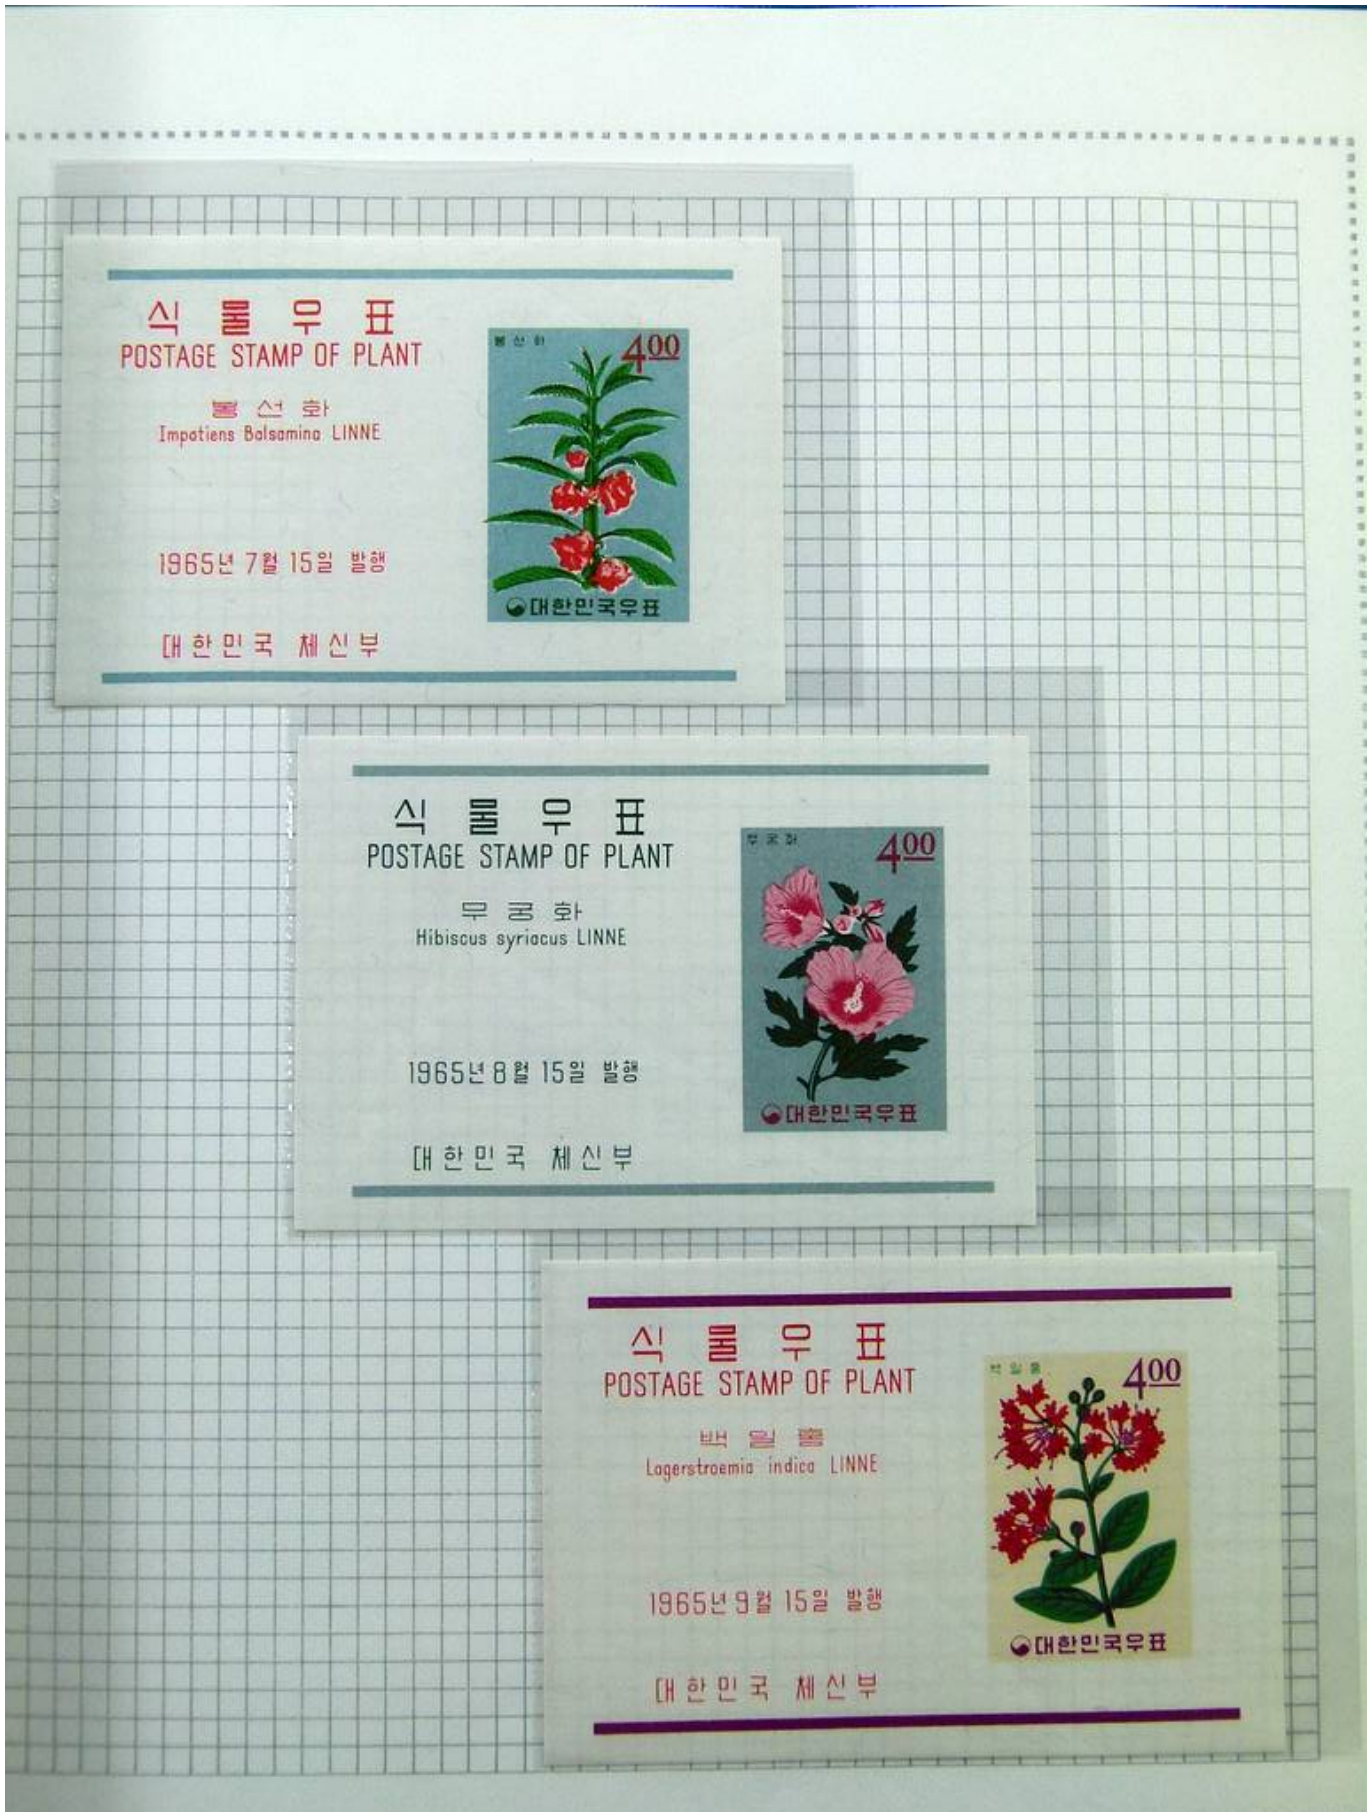 식물우표
POSTAGE STAMP OF PLANT
봉선화
Impatiens Balsamina LINNE
1965년 7월 15일 발행
대한민국 체신부
봉선화
4.00
대한민국우표
식물우표
POSTAGE STAMP OF PLANT
무궁화
Hibiscus syriacus LINNE
1965년 8월 15일 발행
대한민국 체신부
무궁화
4.00
대한민국우표
식물우표
POSTAGE STAMP OF PLANT
백일홍
Lagerstroemia indica LINNE
1965년 9월 15일 발행
대한민국 체신부
백일홍
4.00
대한민국우표